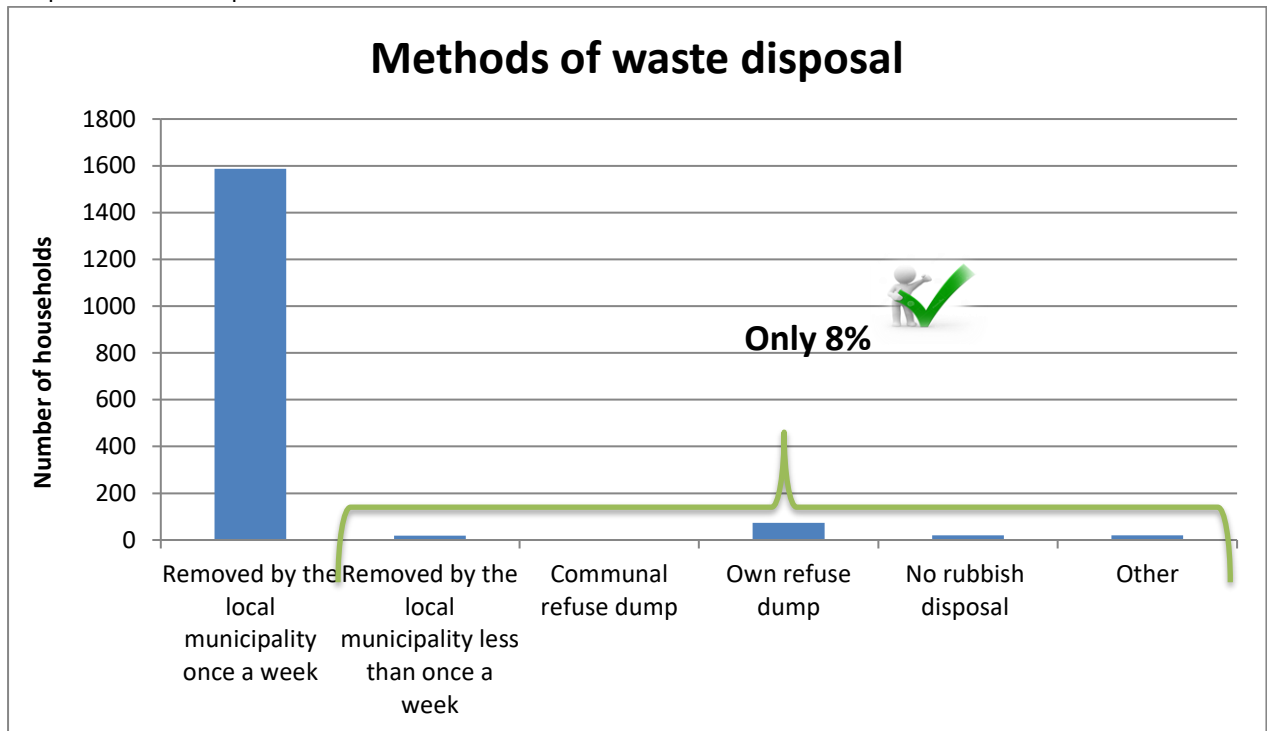 Methods of waste disposal
Number of households
1800
1600
1400
1200
1000
800
600
400
200
0
Only 8%
Removed by the
local
municipality
once a week
Removed by the
local
municipality less
than once a
week
Communal
refuse dump
Own refuse
dump
No rubbish
disposal
Other